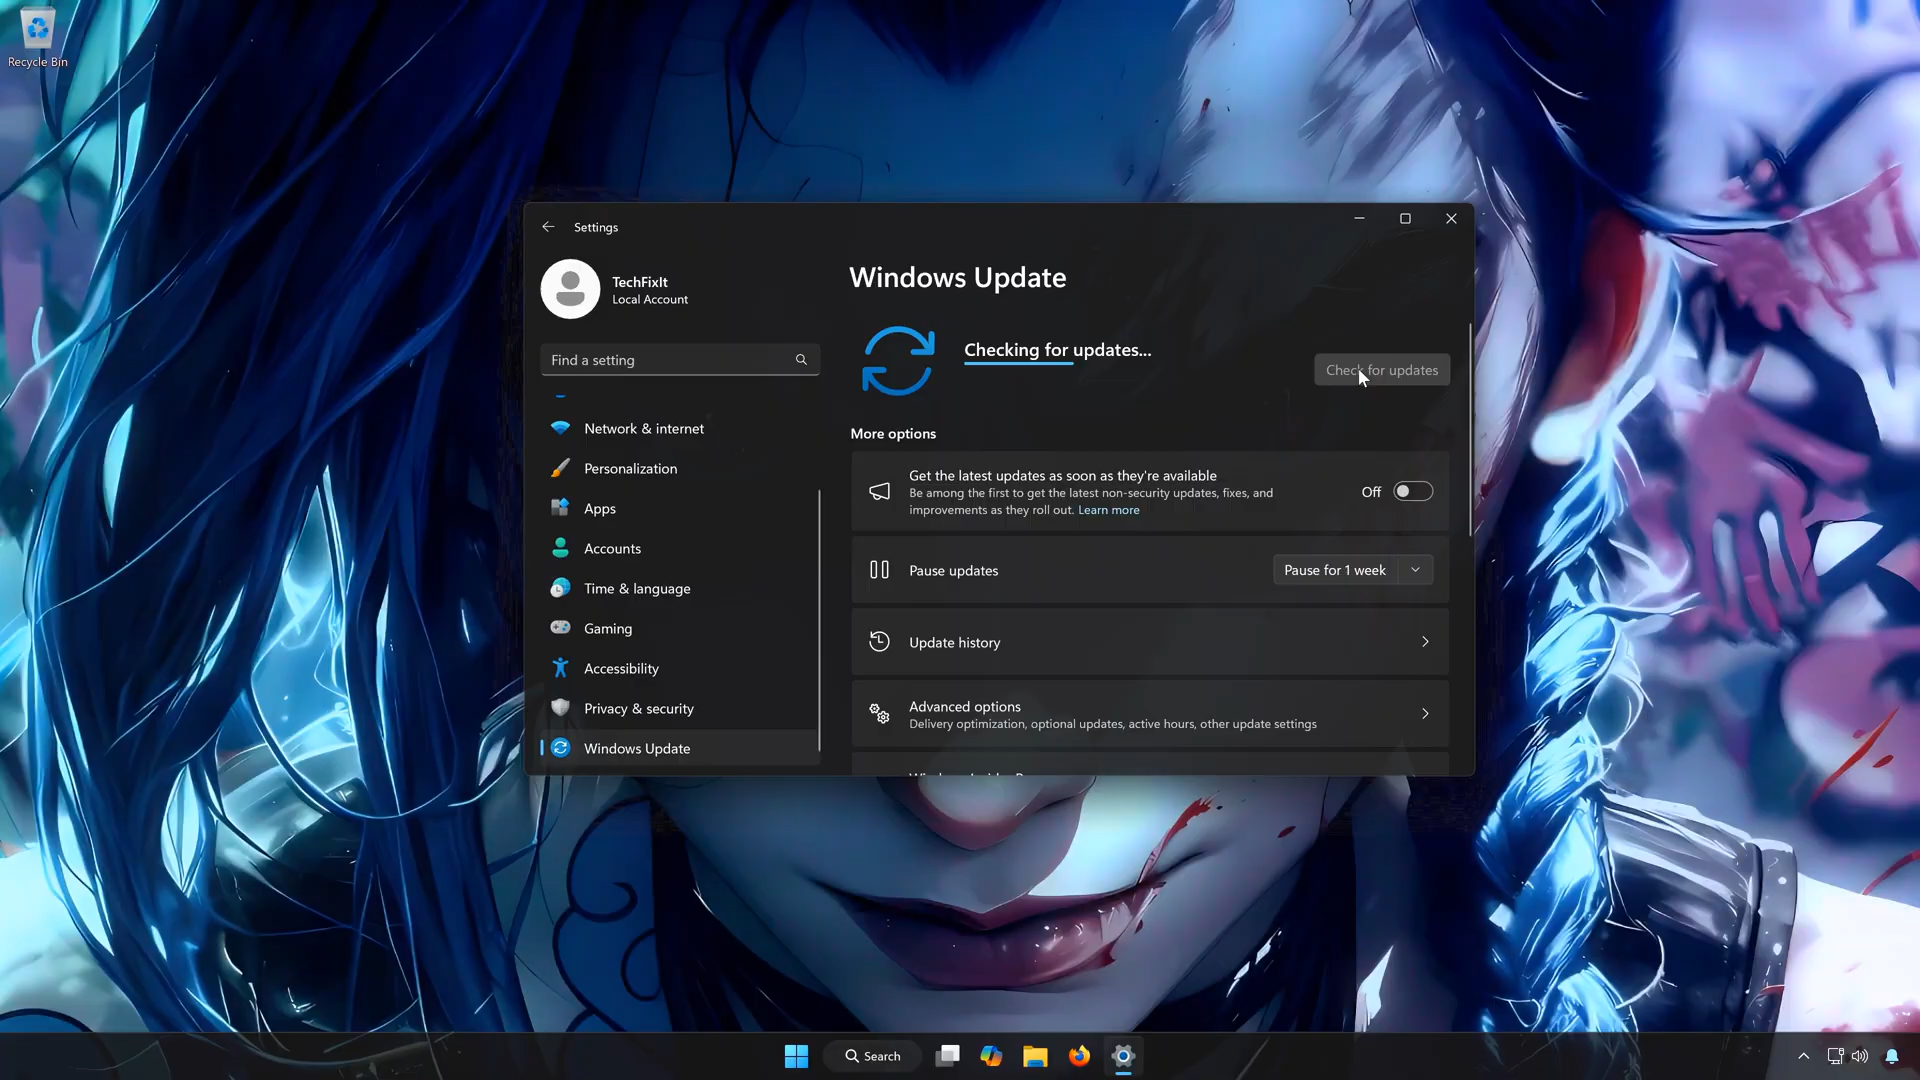 Recycle Bin
Settings
TechFixIt
Local Account
Find a setting
Network & internet
Personalization
Apps
Accounts
Time & language
Gaming
Accessibility
Privacy & security
Windows Update
Windows Update
Checking for updates...
Check for updates
More options
Get the latest updates as soon as they're available
Be among the first to get the latest non-security updates, fixes, and
improvements as they roll out. Learn more
Off
Pause updates
Pause for 1 week
Update history
Advanced options
Delivery optimization, optional updates, active hours, other update settings
Search